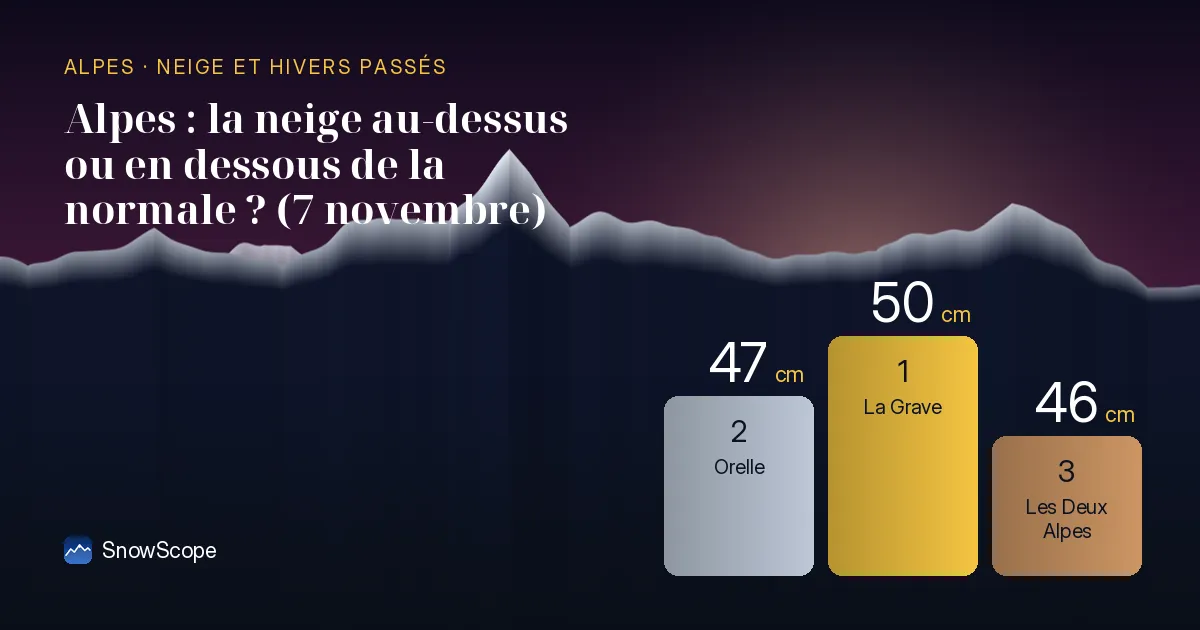 ALPES · NEIGE ET HIVERS PASSÉS
Alpes : la neige au-dessus
ou en dessous de la
normale ? (7 novembre)
47 cm
2
Orelle
50 cm
1
La Grave
46 cm
3
Les Deux
Alpes
SnowScope